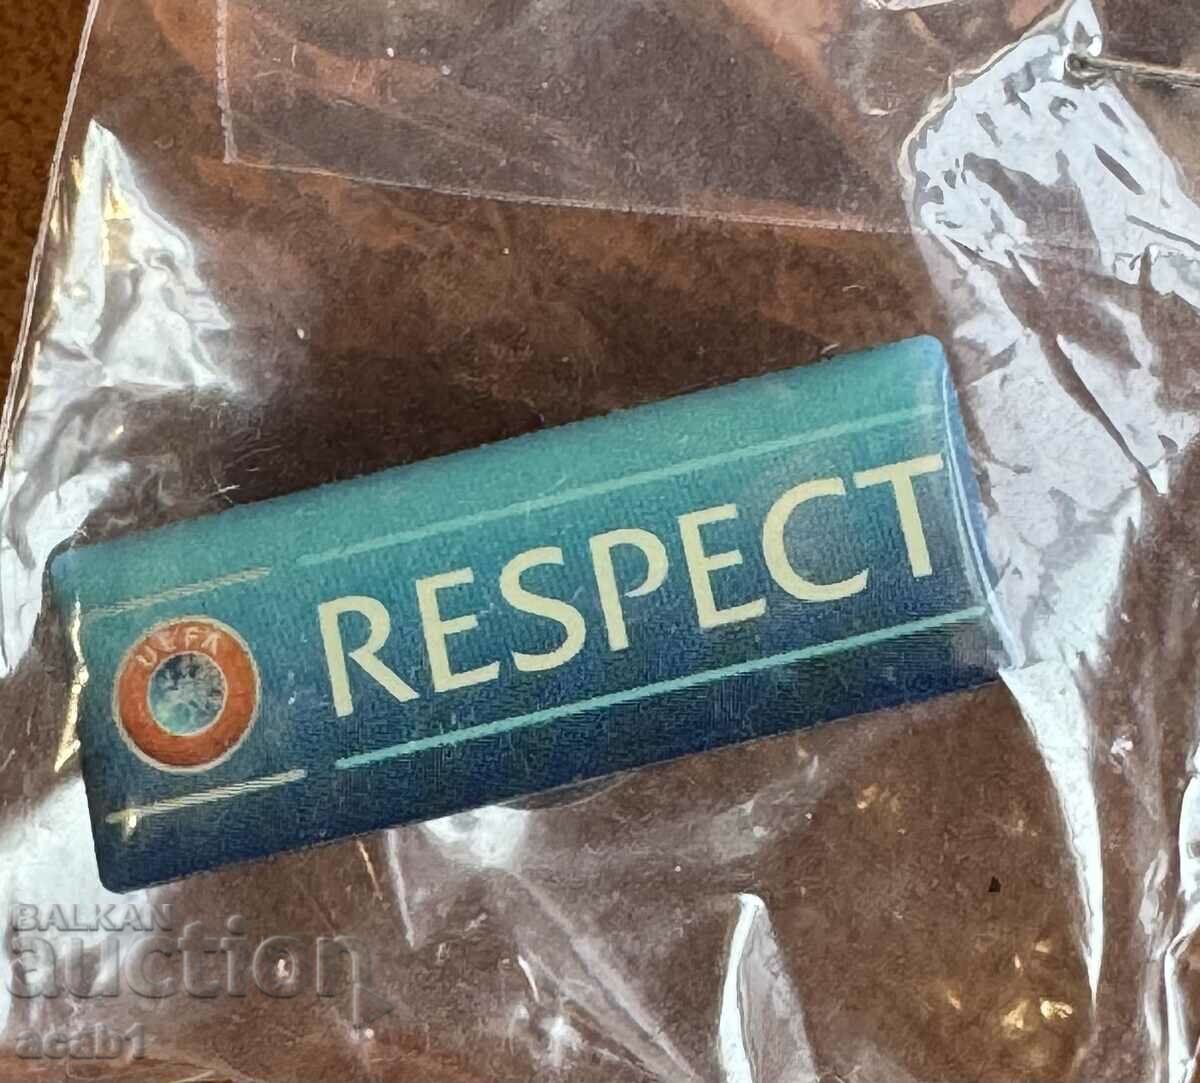 UEFA
RESPECT
BALKAN
auction
acab1